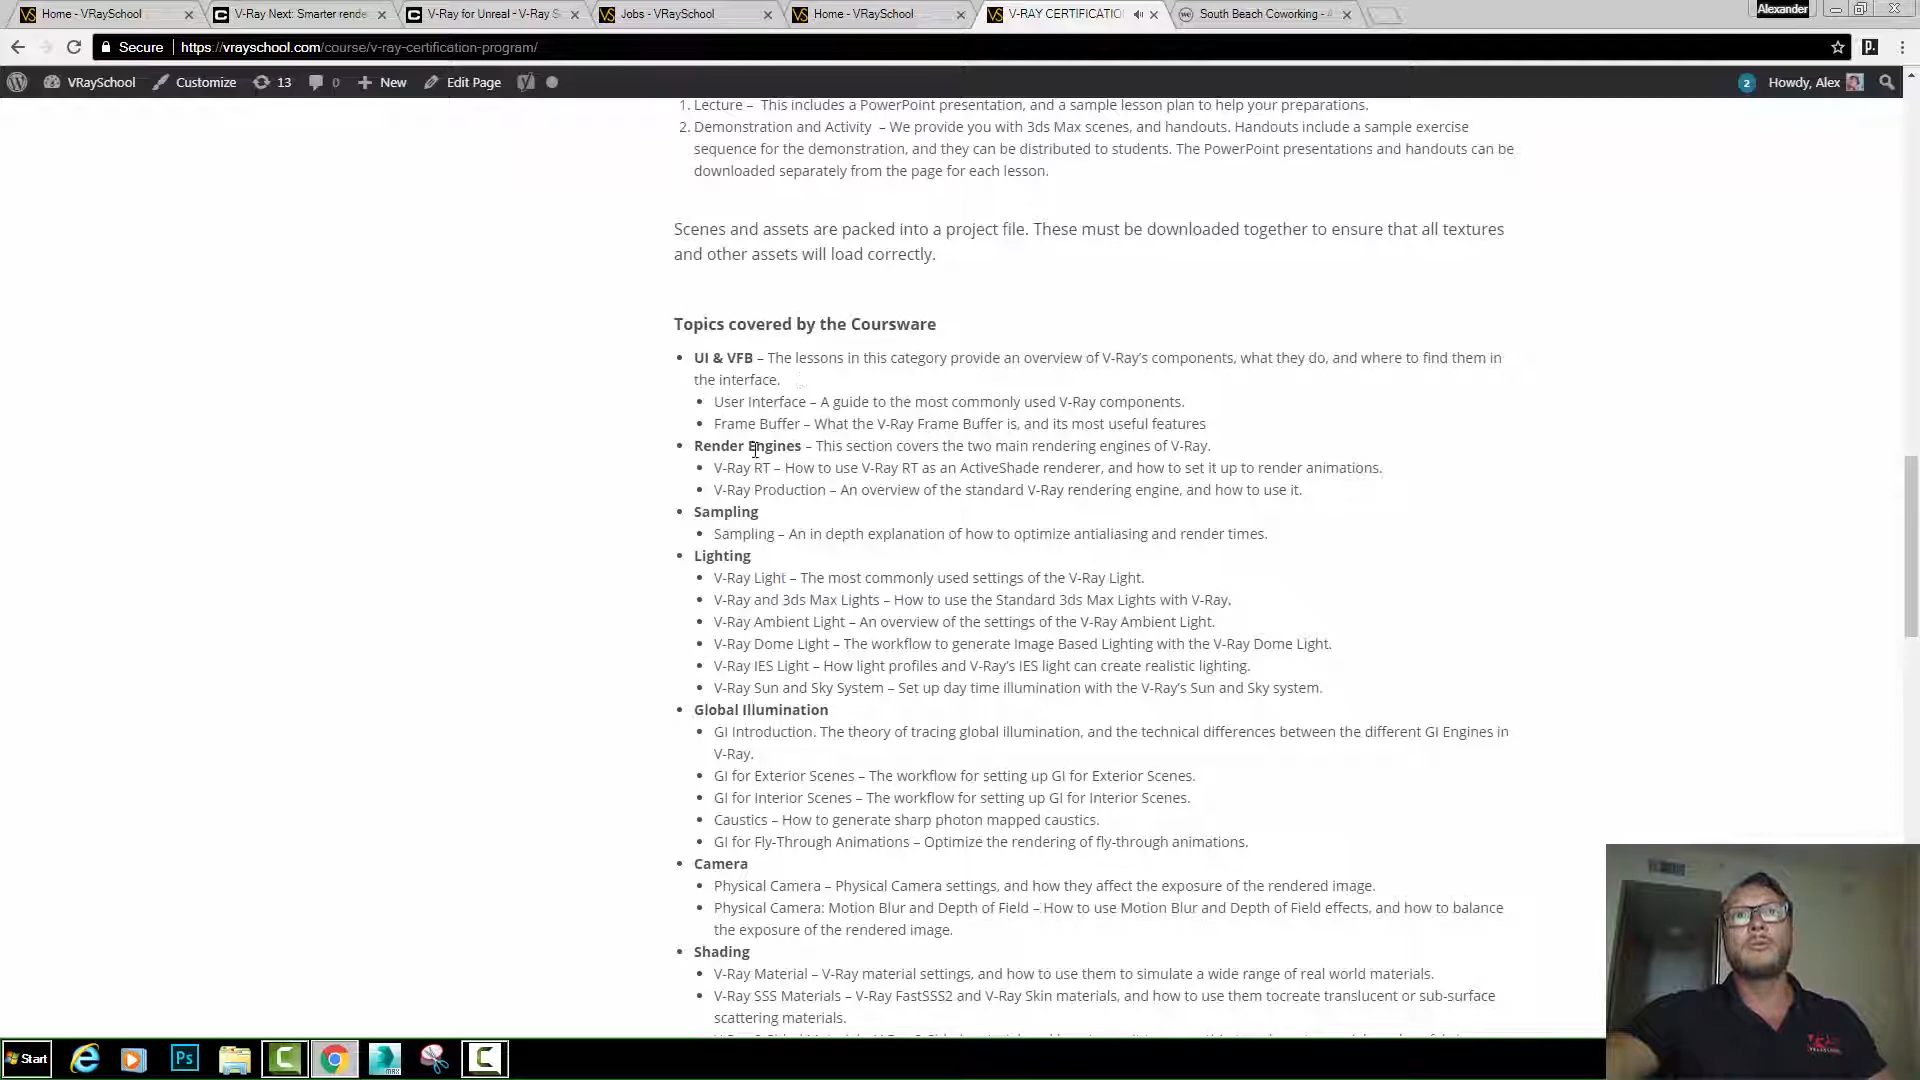 Home - VRaySchool
V-Ray Next: Smarter rende
V-Ray for Unreal - V-Ray S
Jobs - VRaySchool
Home - VRaySchool
V-RAY CERTIFICATIO
South Beach Coworking -
Alexander
Secure
https://vrayschool.com/course/v-ray-certification-program/
VRaySchool
Customize
13
0
New
Edit Page
2
Howdy, Alex
1. Lecture – This includes a PowerPoint presentation, and a sample lesson plan to help your preparations.
2. Demonstration and Activity – We provide you with 3ds Max scenes, and handouts. Handouts include a sample exercise
sequence for the demonstration, and they can be distributed to students. The PowerPoint presentations and handouts can be
downloaded separately from the page for each lesson.
Scenes and assets are packed into a project file. These must be downloaded together to ensure that all textures
and other assets will load correctly.
Topics covered by the Coursware
UI & VFB – The lessons in this category provide an overview of V-Ray’s components, what they do, and where to find them in
the interface.
User Interface – A guide to the most commonly used V-Ray components.
Frame Buffer – What the V-Ray Frame Buffer is, and its most useful features
Render Engines – This section covers the two main rendering engines of V-Ray.
V-Ray RT – How to use V-Ray RT as an ActiveShade renderer, and how to set it up to render animations.
V-Ray Production – An overview of the standard V-Ray rendering engine, and how to use it.
Sampling
Sampling – An in depth explanation of how to optimize antialiasing and render times.
Lighting
V-Ray Light – The most commonly used settings of the V-Ray Light.
V-Ray and 3ds Max Lights – How to use the Standard 3ds Max Lights with V-Ray.
V-Ray Ambient Light – An overview of the settings of the V-Ray Ambient Light.
V-Ray Dome Light – The workflow to generate Image Based Lighting with the V-Ray Dome Light.
V-Ray IES Light – How light profiles and V-Ray’s IES light can create realistic lighting.
V-Ray Sun and Sky System – Set up day time illumination with the V-Ray’s Sun and Sky system.
Global Illumination
GI Introduction. The theory of tracing global illumination, and the technical differences between the different GI Engines in
V-Ray.
GI for Exterior Scenes – The workflow for setting up GI for Exterior Scenes.
GI for Interior Scenes – The workflow for setting up GI for Interior Scenes.
Caustics – How to generate sharp photon mapped caustics.
GI for Fly-Through Animations – Optimize the rendering of fly-through animations.
Camera
Physical Camera – Physical Camera settings, and how they affect the exposure of the rendered image.
Physical Camera: Motion Blur and Depth of Field – How to use Motion Blur and Depth of Field effects, and how to balance
the exposure of the rendered image.
Shading
V-Ray Material – V-Ray material settings, and how to use them to simulate a wide range of real world materials.
V-Ray SSS Materials – V-Ray FastSSS2 and V-Ray Skin materials, and how to use them tocreate translucent or sub-surface
scattering materials.
Start
Ps
MAX